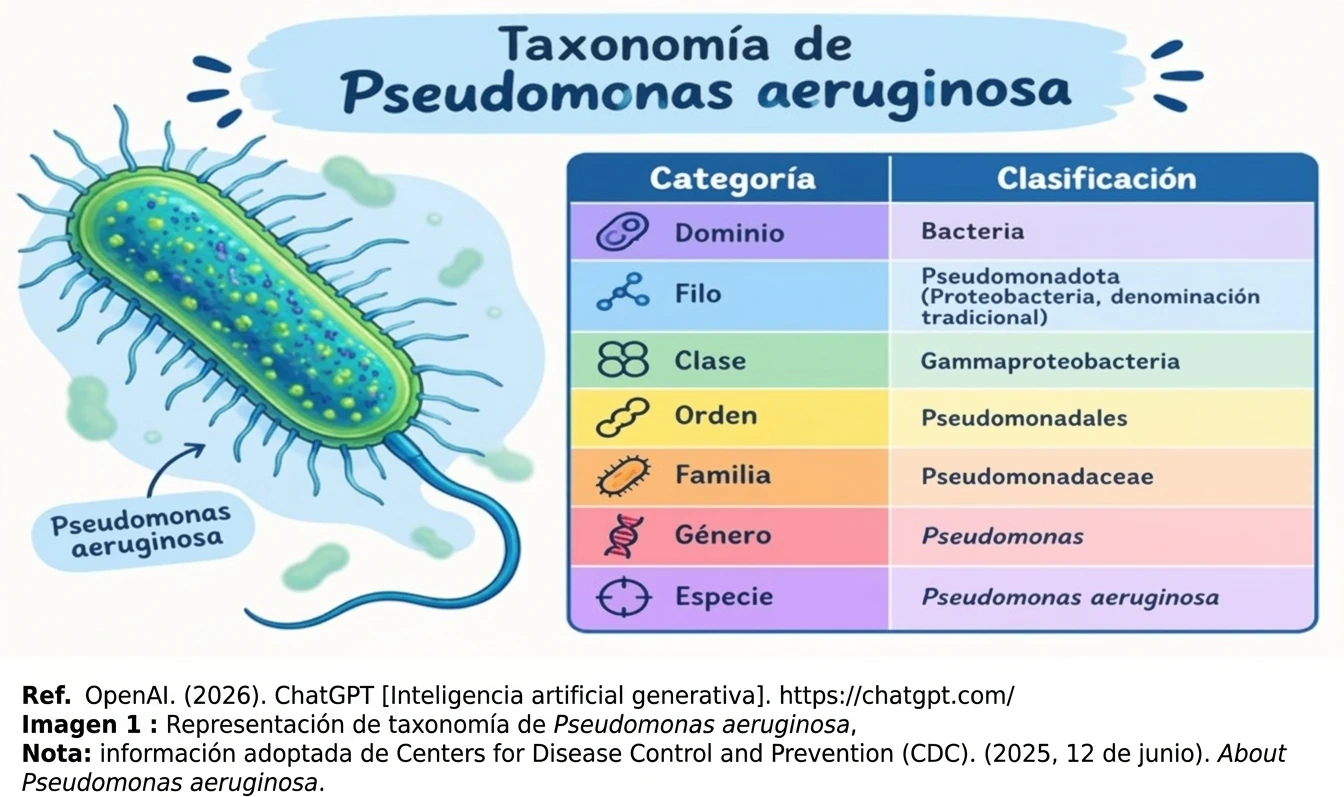 Taxonomía de
Pseudomonas aeruginosa
Categoría Clasificación
Dominio Bacteria
Filo Pseudomonadota
(Proteobacteria, denominación
tradicional)
Clase Gammaproteobacteria
Orden Pseudomonadales
Familia Pseudomonadaceae
Género Pseudomonas
Especie Pseudomonas aeruginosa
Pseudomonas
aeruginosa
Ref. OpenAI. (2026). ChatGPT [Inteligencia artificial generativa]. https://chatgpt.com/
Imagen 1 : Representación de taxonomía de Pseudomonas aeruginosa,
Nota: información adoptada de Centers for Disease Control and Prevention (CDC). (2025, 12 de junio). About
Pseudomonas aeruginosa.